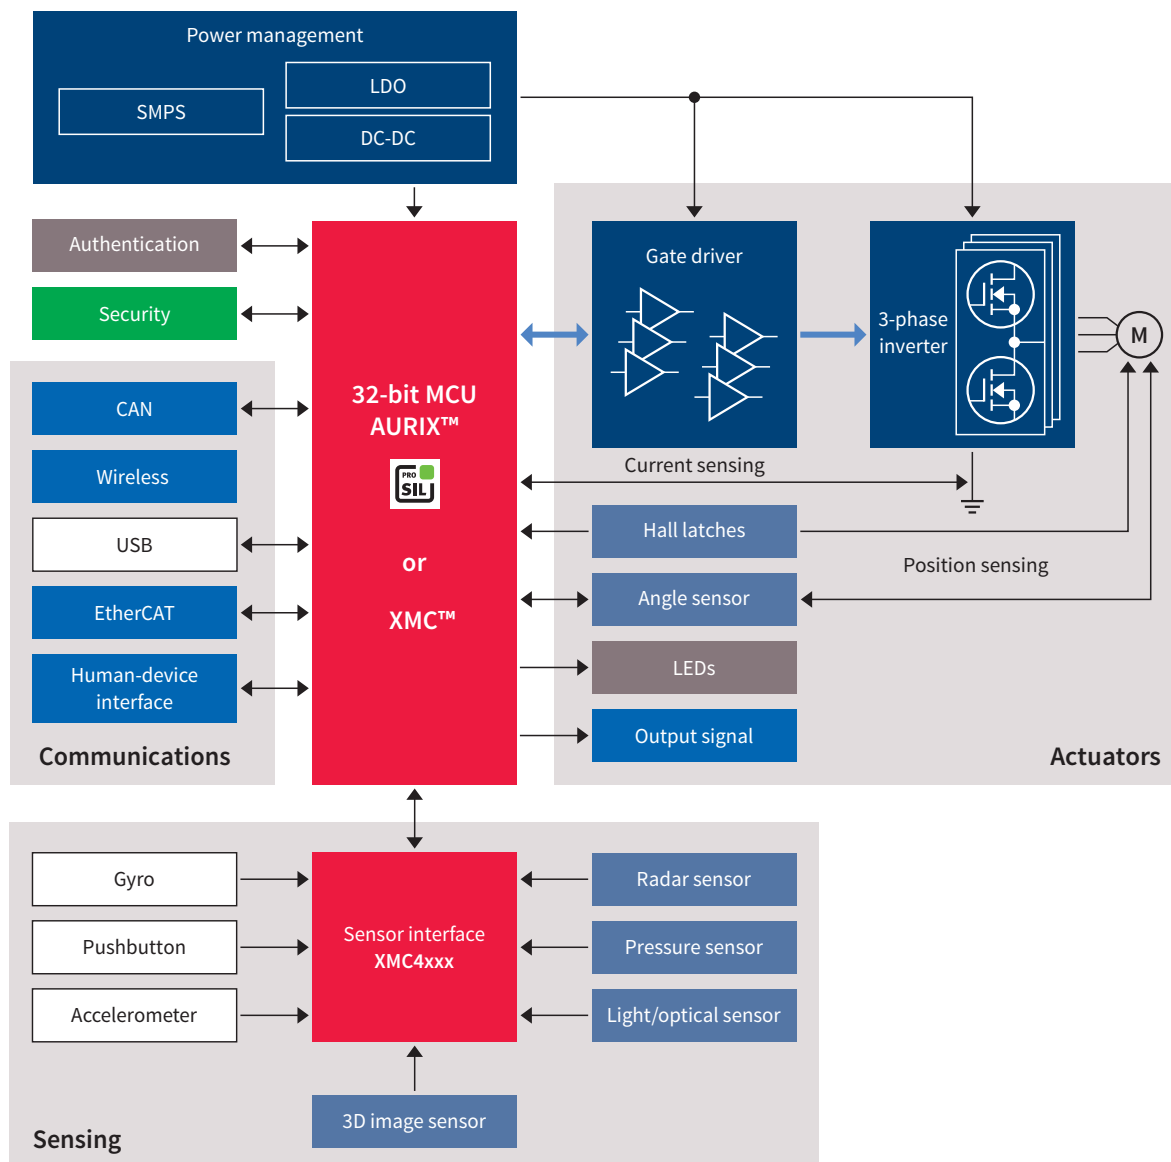 Power management
SMPS
LDO
DC-DC
Authentication
Security
CAN
Wireless
USB
EtherCAT
Human-device
interface
Communications
32-bit MCU
AURIX™
PRO
SIL
or
XMC™
Gate driver
3-phase
inverter
M
Current sensing
Hall latches
Position sensing
Angle sensor
LEDs
Output signal
Actuators
Gyro
Pushbutton
Accelerometer
Sensor interface
XMC4xxx
Radar sensor
Pressure sensor
Light/optical sensor
3D image sensor
Sensing